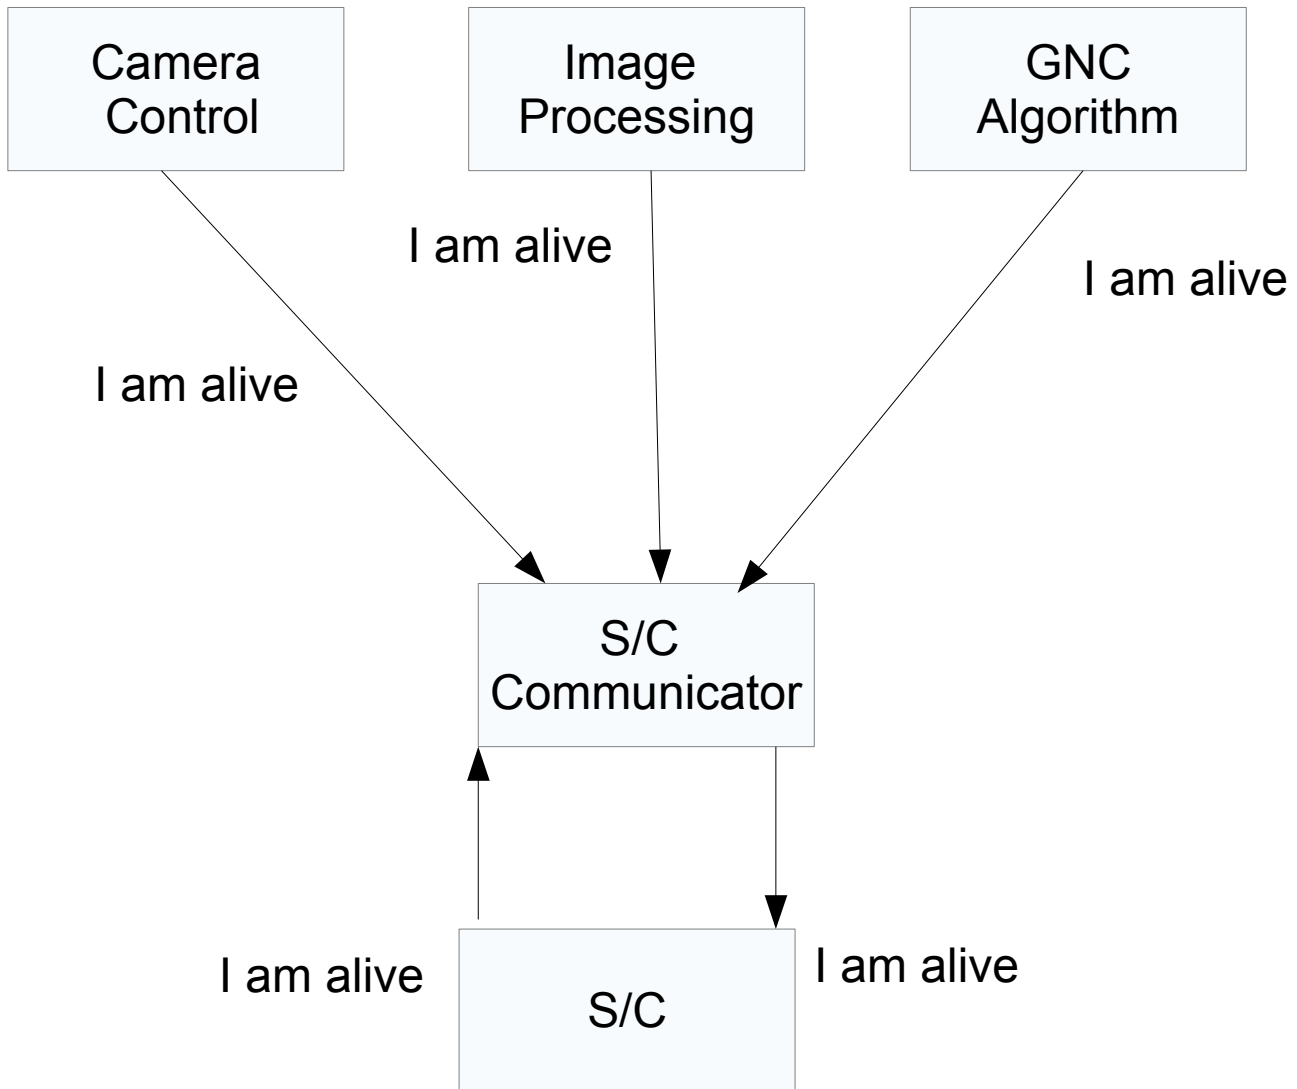 Camera
Control
Image
Processing
GNC
Algorithm
I am alive
I am alive
I am alive
S/C
Communicator
I am alive
I am alive
S/C